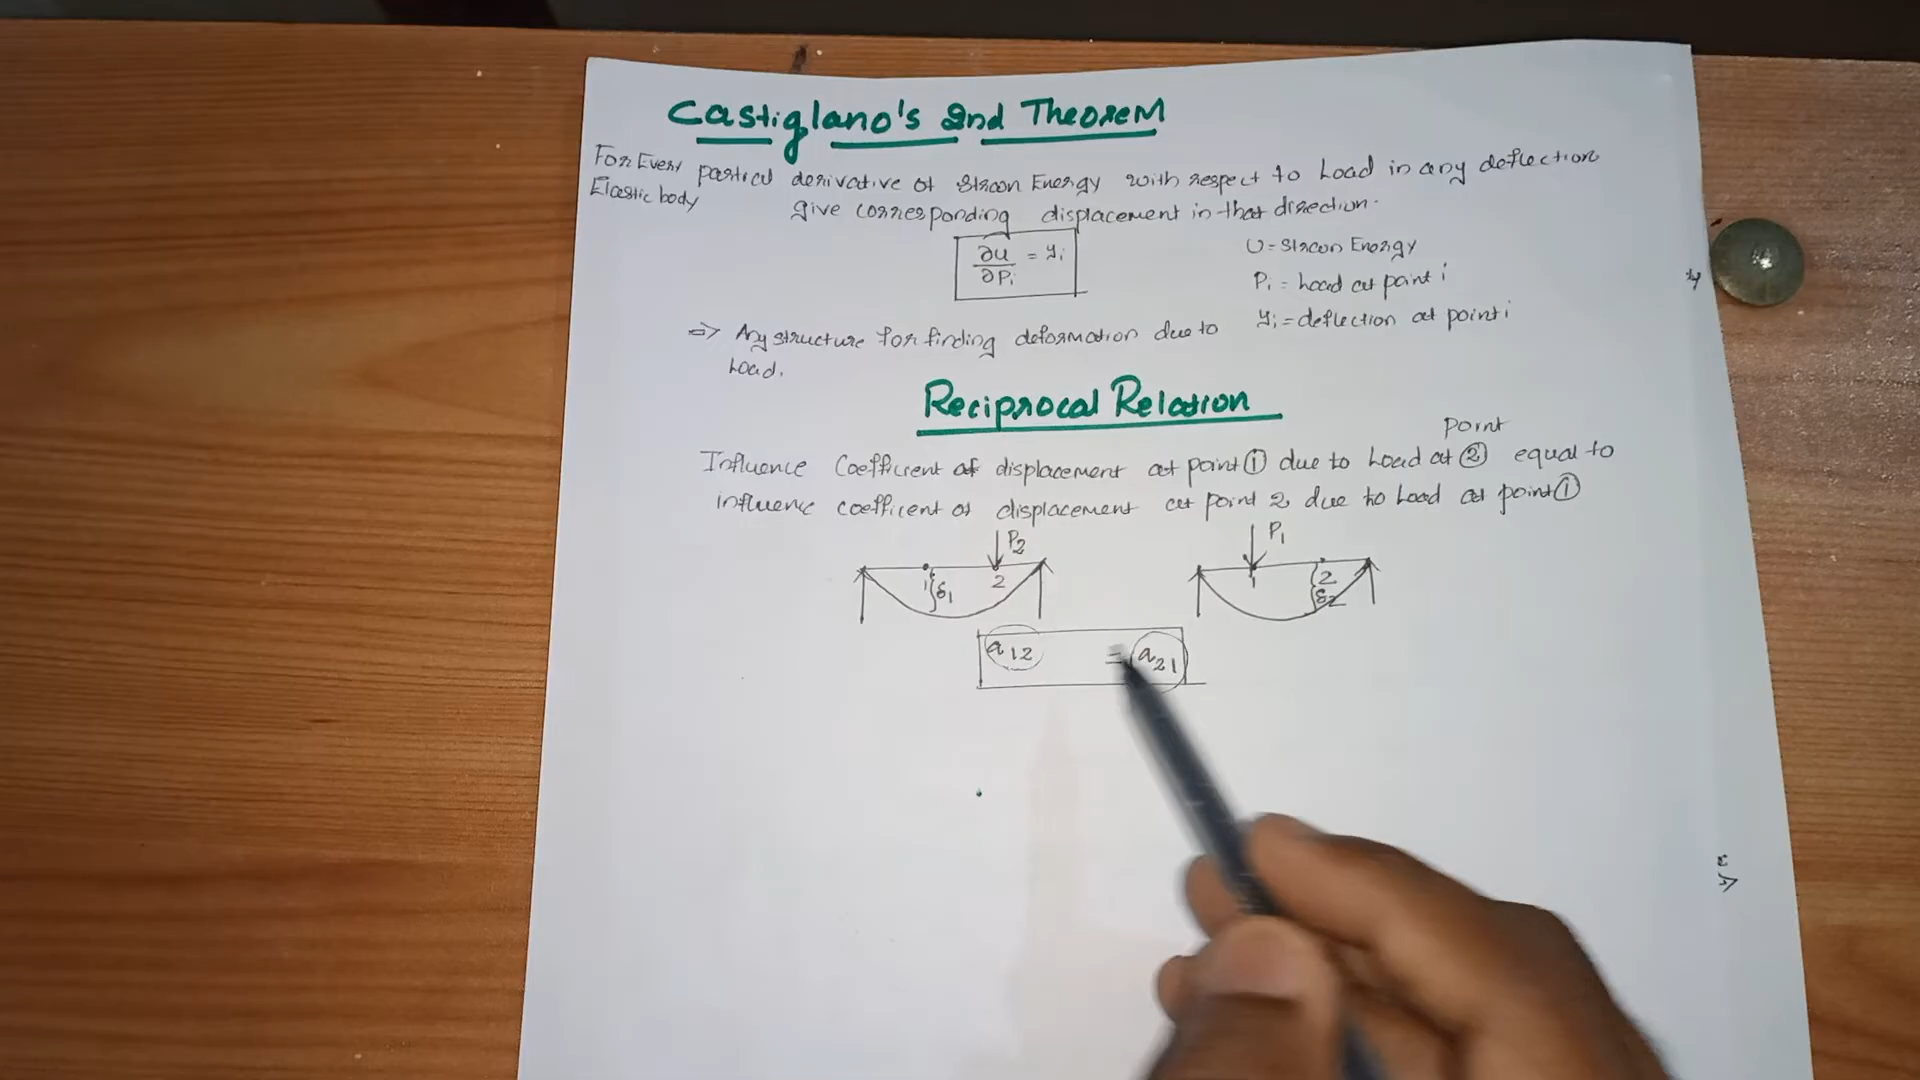 Castiglano's 2nd Theorem
For Every partical derivative of Strain Energy with respect to Load in any deflection
Elastic body give corresponding displacement in that direction.
∂u/∂Pi = yi
U = Strain Energy
Pi = Load at point i
yi = deflection at point i
⇒ Any structure for finding deformation due to
Load.
Reciprocal Relation
point
Influence Coefficient of displacement at point ① due to Load at ② equal to
influence coefficent of displacement at point 2 due to Load at point ①
P2
1 δ1 2
P1
1 2 δ2
a12 = a21